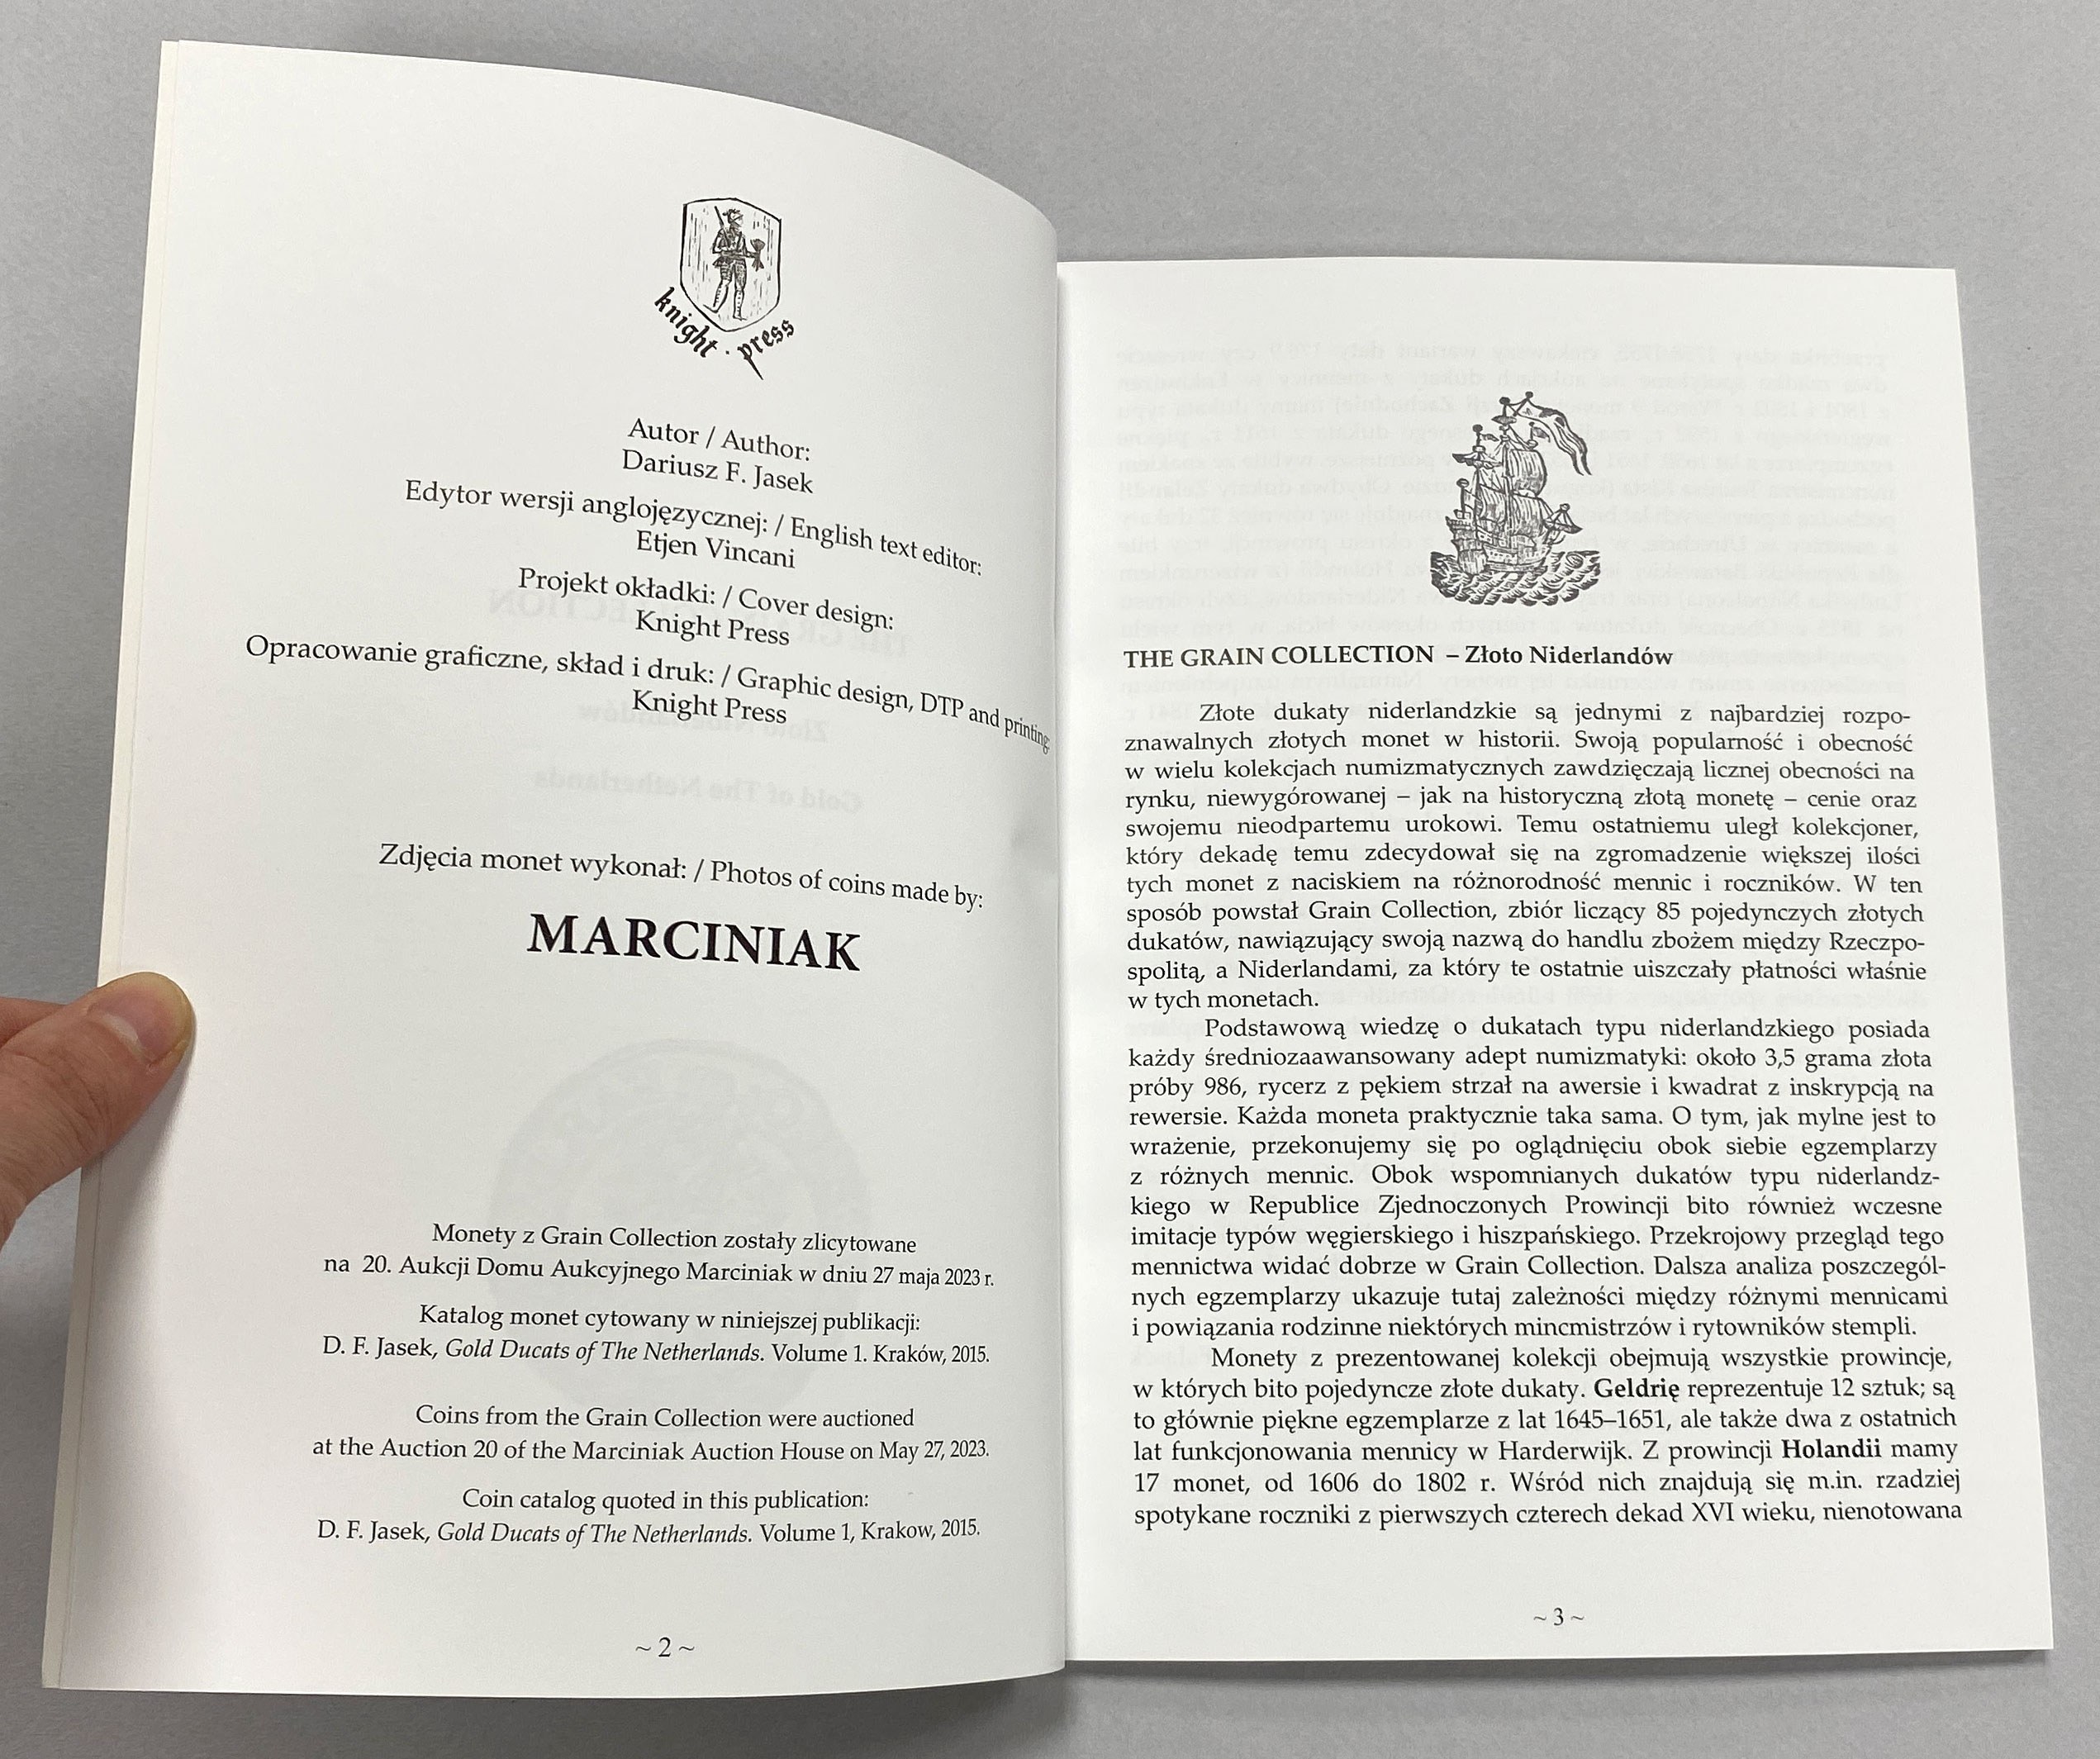 knight · press
Autor / Author:
Dariusz F. Jasek
Edytor wersji anglojęzycznej: / English text editor:
Etjen Vincani
Projekt okładki: / Cover design:
Knight Press
Opracowanie graficzne, skład i druk: / Graphic design, DTP and printing:
Knight Press
Zdjęcia monet wykonał: / Photos of coins made by:
MARCINIAK
Monety z Grain Collection zostały zlicytowane
na 20. Aukcji Domu Aukcyjnego Marciniak w dniu 27 maja 2023 r.
Katalog monet cytowany w niniejszej publikacji:
D. F. Jasek, Gold Ducats of The Netherlands. Volume 1. Kraków, 2015.
Coins from the Grain Collection were auctioned
at the Auction 20 of the Marciniak Auction House on May 27, 2023.
Coin catalog quoted in this publication:
D. F. Jasek, Gold Ducats of The Netherlands. Volume 1, Krakow, 2015.
~ 2 ~
THE GRAIN COLLECTION – Złoto Niderlandów
Złote dukaty niderlandzkie są jednymi z najbardziej rozpo-
znawalnych złotych monet w historii. Swoją popularność i obecność
w wielu kolekcjach numizmatycznych zawdzięczają licznej obecności na
rynku, niewygórowanej – jak na historyczną złotą monetę – cenie oraz
swojemu nieodpartemu urokowi. Temu ostatniemu uległ kolekcjoner,
który dekadę temu zdecydował się na zgromadzenie większej ilości
tych monet z naciskiem na różnorodność mennic i roczników. W ten
sposób powstał Grain Collection, zbiór liczący 85 pojedynczych złotych
dukatów, nawiązujący swoją nazwą do handlu zbożem między Rzeczpo-
spolitą, a Niderlandami, za który te ostatnie uiszczały płatności właśnie
w tych monetach.
Podstawową wiedzę o dukatach typu niderlandzkiego posiada
każdy średniozaawansowany adept numizmatyki: około 3,5 grama złota
próby 986, rycerz z pękiem strzał na awersie i kwadrat z inskrypcją na
rewersie. Każda moneta praktycznie taka sama. O tym, jak mylne jest to
wrażenie, przekonujemy się po oglądnięciu obok siebie egzemplarzy
z różnych mennic. Obok wspomnianych dukatów typu niderlandz-
kiego w Republice Zjednoczonych Prowincji bito również wczesne
imitacje typów węgierskiego i hiszpańskiego. Przekrojowy przegląd tego
mennictwa widać dobrze w Grain Collection. Dalsza analiza poszczegól-
nych egzemplarzy ukazuje tutaj zależności między różnymi mennicami
i powiązania rodzinne niektórych mincmistrzów i rytowników stempli.
Monety z prezentowanej kolekcji obejmują wszystkie prowincje,
w których bito pojedyncze złote dukaty. Geldrię reprezentuje 12 sztuk; są
to głównie piękne egzemplarze z lat 1645–1651, ale także dwa z ostatnich
lat funkcjonowania mennicy w Harderwijk. Z prowincji Holandii mamy
17 monet, od 1606 do 1802 r. Wśród nich znajdują się m.in. rzadziej
spotykane roczniki z pierwszych czterech dekad XVI wieku, nienotowana
~ 3 ~